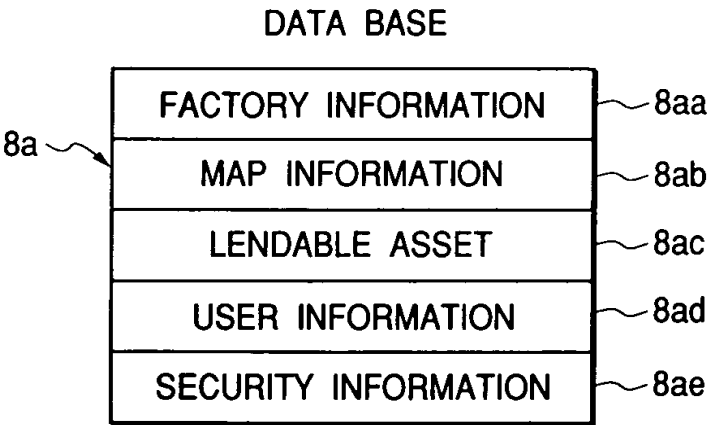 DATA BASE
FACTORY INFORMATION 8aa
8a
MAP INFORMATION 8ab
LENDABLE ASSET 8ac
USER INFORMATION 8ad
SECURITY INFORMATION 8ae